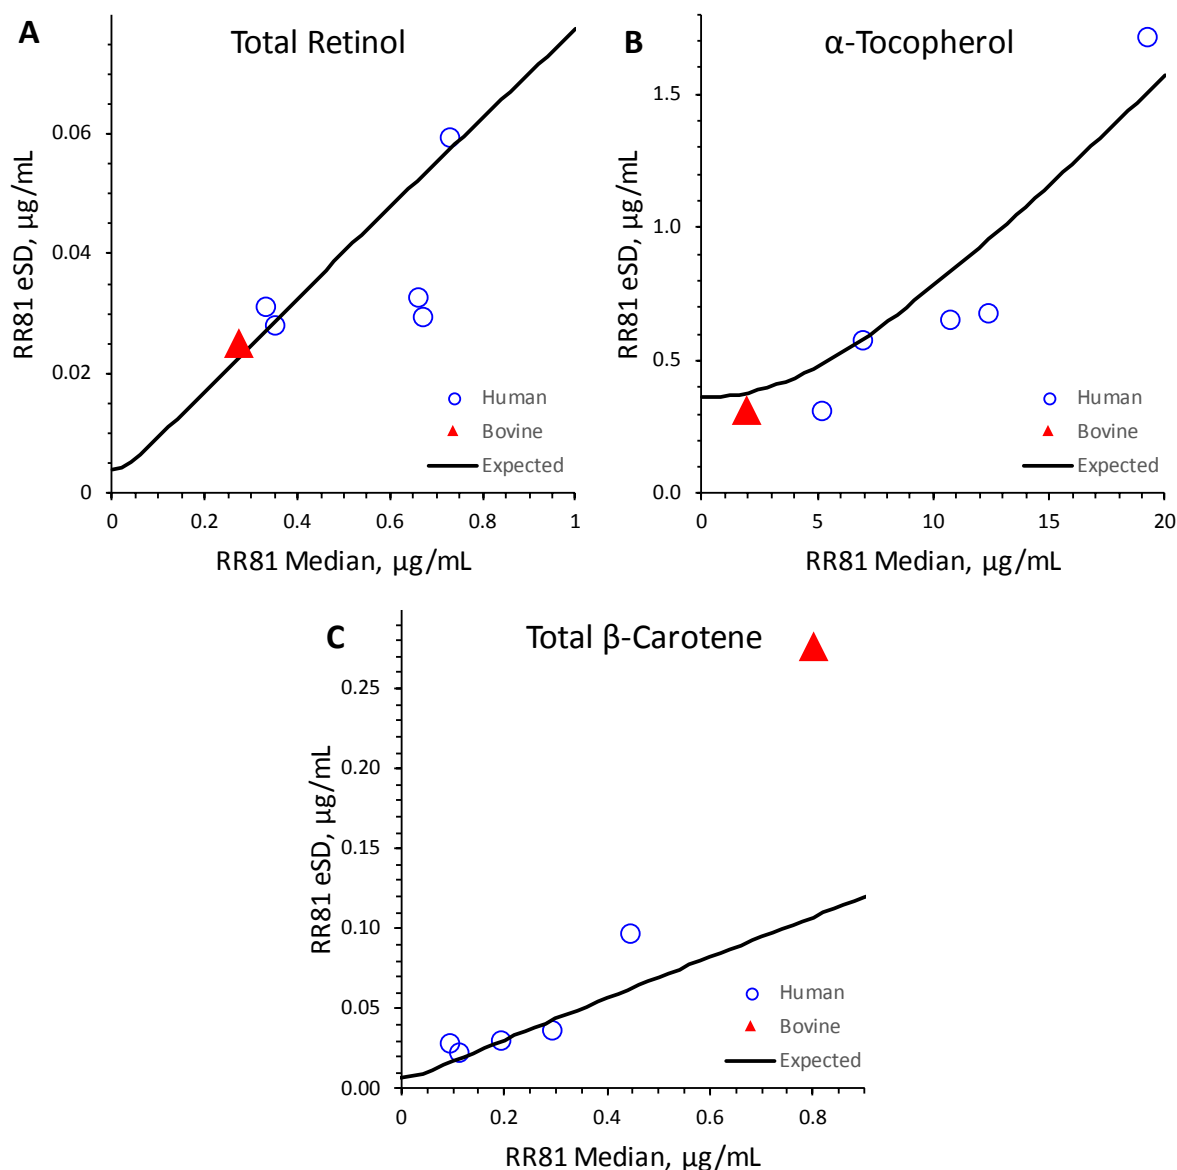 A
Total Retinol
RR81 eSD, µg/mL
0.06
0.04
0.02
0
0 0.2 0.4 0.6 0.8 1
RR81 Median, µg/mL
Human
Bovine
Expected
B
α-Tocopherol
RR81 eSD, µg/mL
1.5
1.0
0.5
0.0
0 5 10 15 20
RR81 Median, µg/mL
Human
Bovine
Expected
C
Total β-Carotene
RR81 eSD, µg/mL
0.25
0.20
0.15
0.10
0.05
0.00
0 0.2 0.4 0.6 0.8
RR81 Median, µg/mL
Human
Bovine
Expected